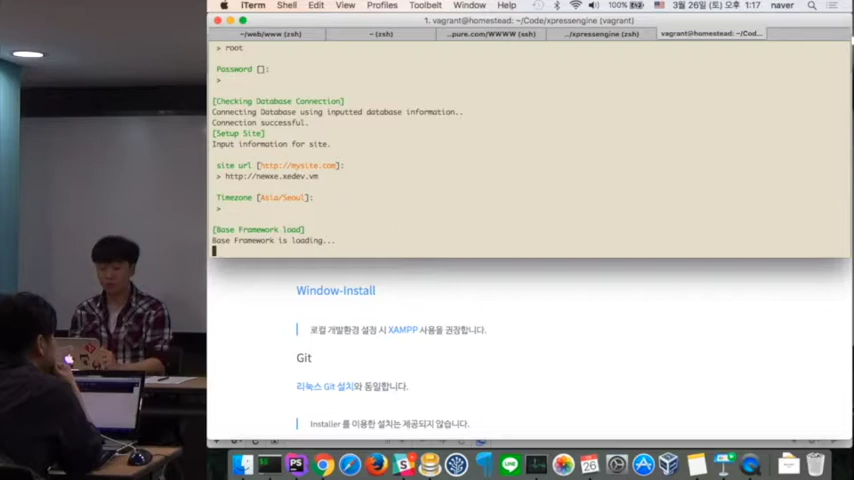 iTerm Shell Edit View Profiles Toolbelt Window Help 100% 3월 26일 (토) 오후 1:17 naver
1. vagrant@homestead: ~/Code/xpressengine (vagrant)
~/web/www (zsh) ~ (zsh) ...pure.com/WWWW (ssh) ../xpressengine (zsh) vagrant@homestead: ~/Cod...
> root
Password []:
>
[Checking Database Connection]
Connecting Database using inputted database information..
Connection successful.
[Setup Site]
Input information for site.
site url [http://mysite.com]:
> http://newxe.xedev.vm
Timezone [Asia/Seoul]:
>
[Base Framework load]
Base Framework is loading...
Window-Install
로컬 개발환경 설정 시 XAMPP 사용을 권장합니다.
Git
리눅스 Git 설치와 동일합니다.
Installer 를 이용한 설치는 제공되지 않습니다.
PS
LINE
26